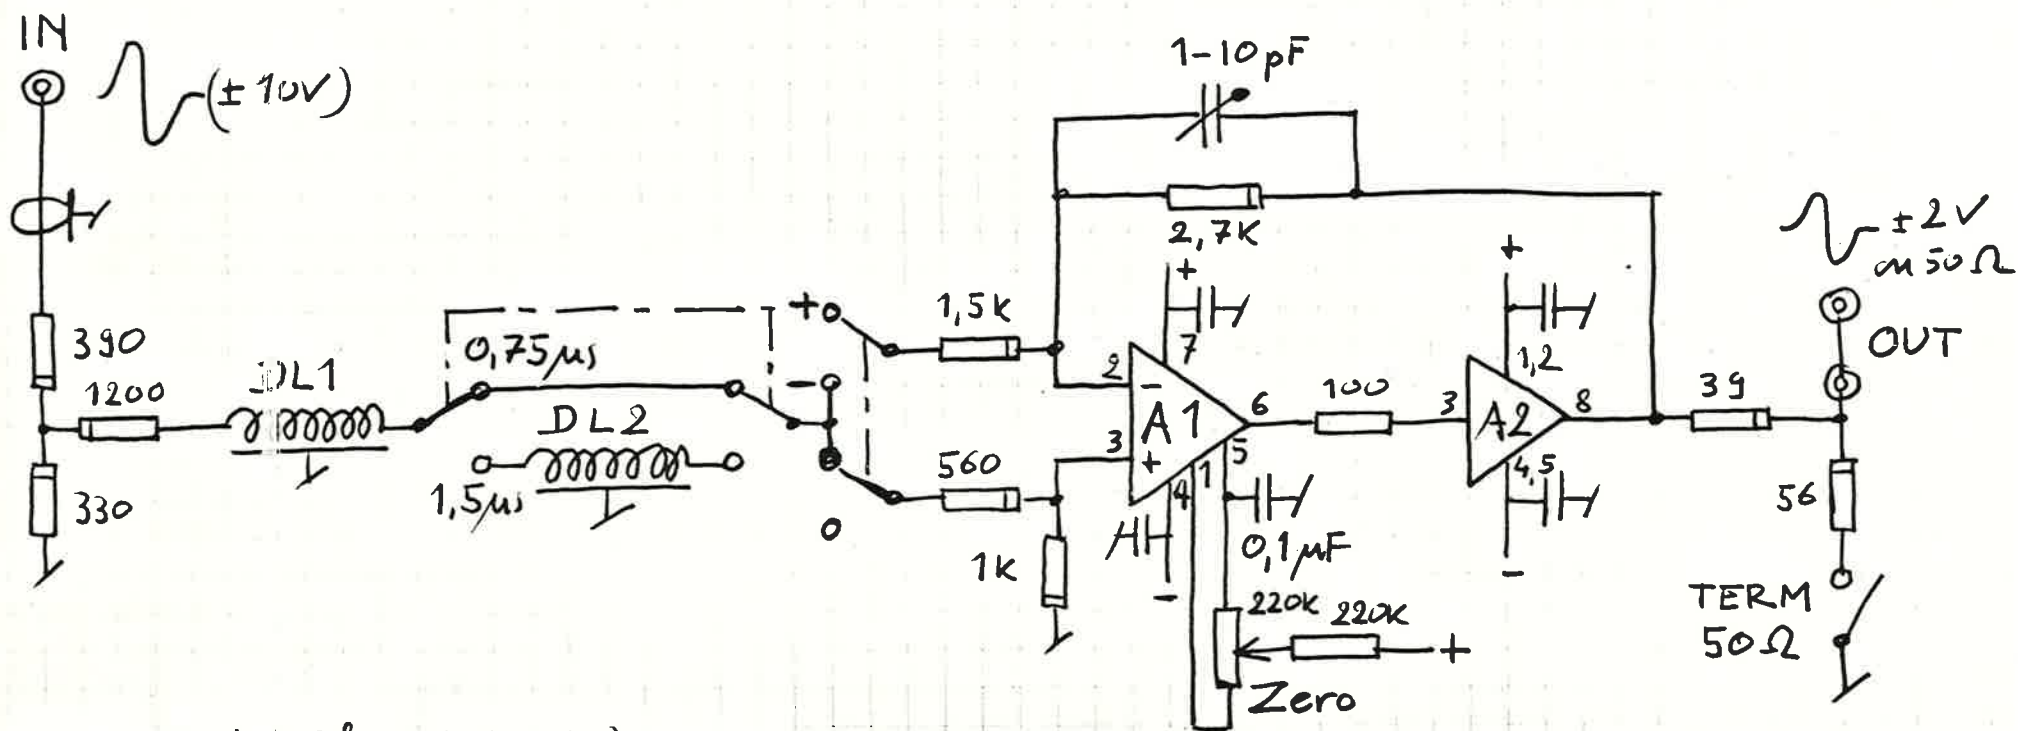 IN
(± 10V)
390
1200
330
DL1
0,75µs
DL2
1,5µs
+
-
1,5K
560
1K
1-10pF
2,7K
+
7
2
-
A1
6
3
+
5
1
4
-
0,1µF
220K
220K
+
Zero
100
+
1,2
3
A2
8
4,5
-
39
± 2V
on 50Ω
OUT
56
TERM
50Ω